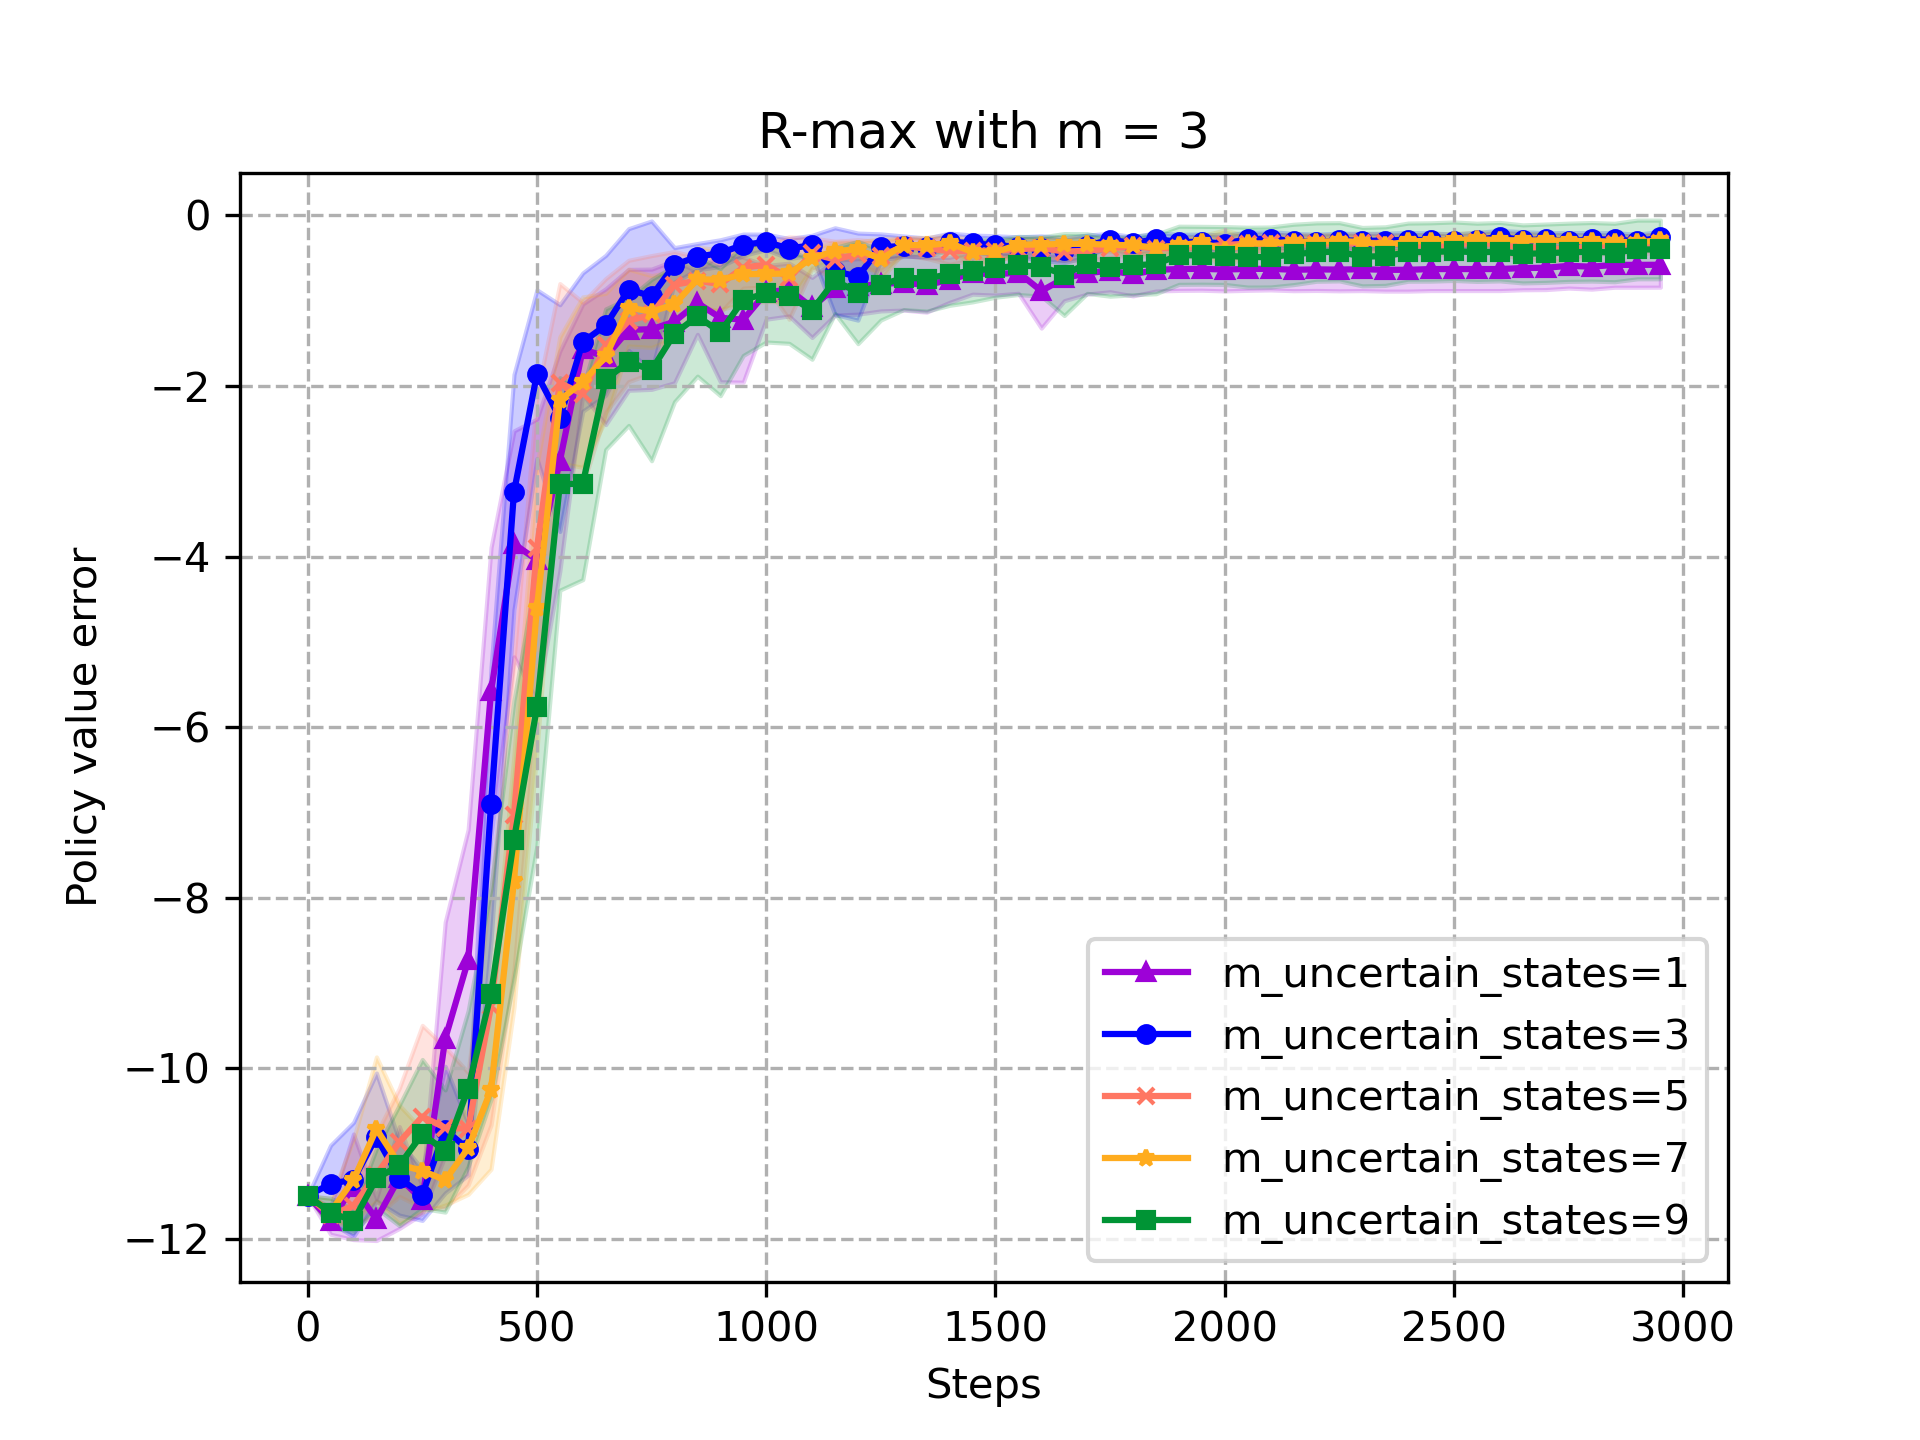 R-max with m = 3
Policy value error
0
−2
−4
−6
−8
−10
−12
0 500 1000 1500 2000 2500 3000
Steps
m_uncertain_states=1
m_uncertain_states=3
m_uncertain_states=5
m_uncertain_states=7
m_uncertain_states=9